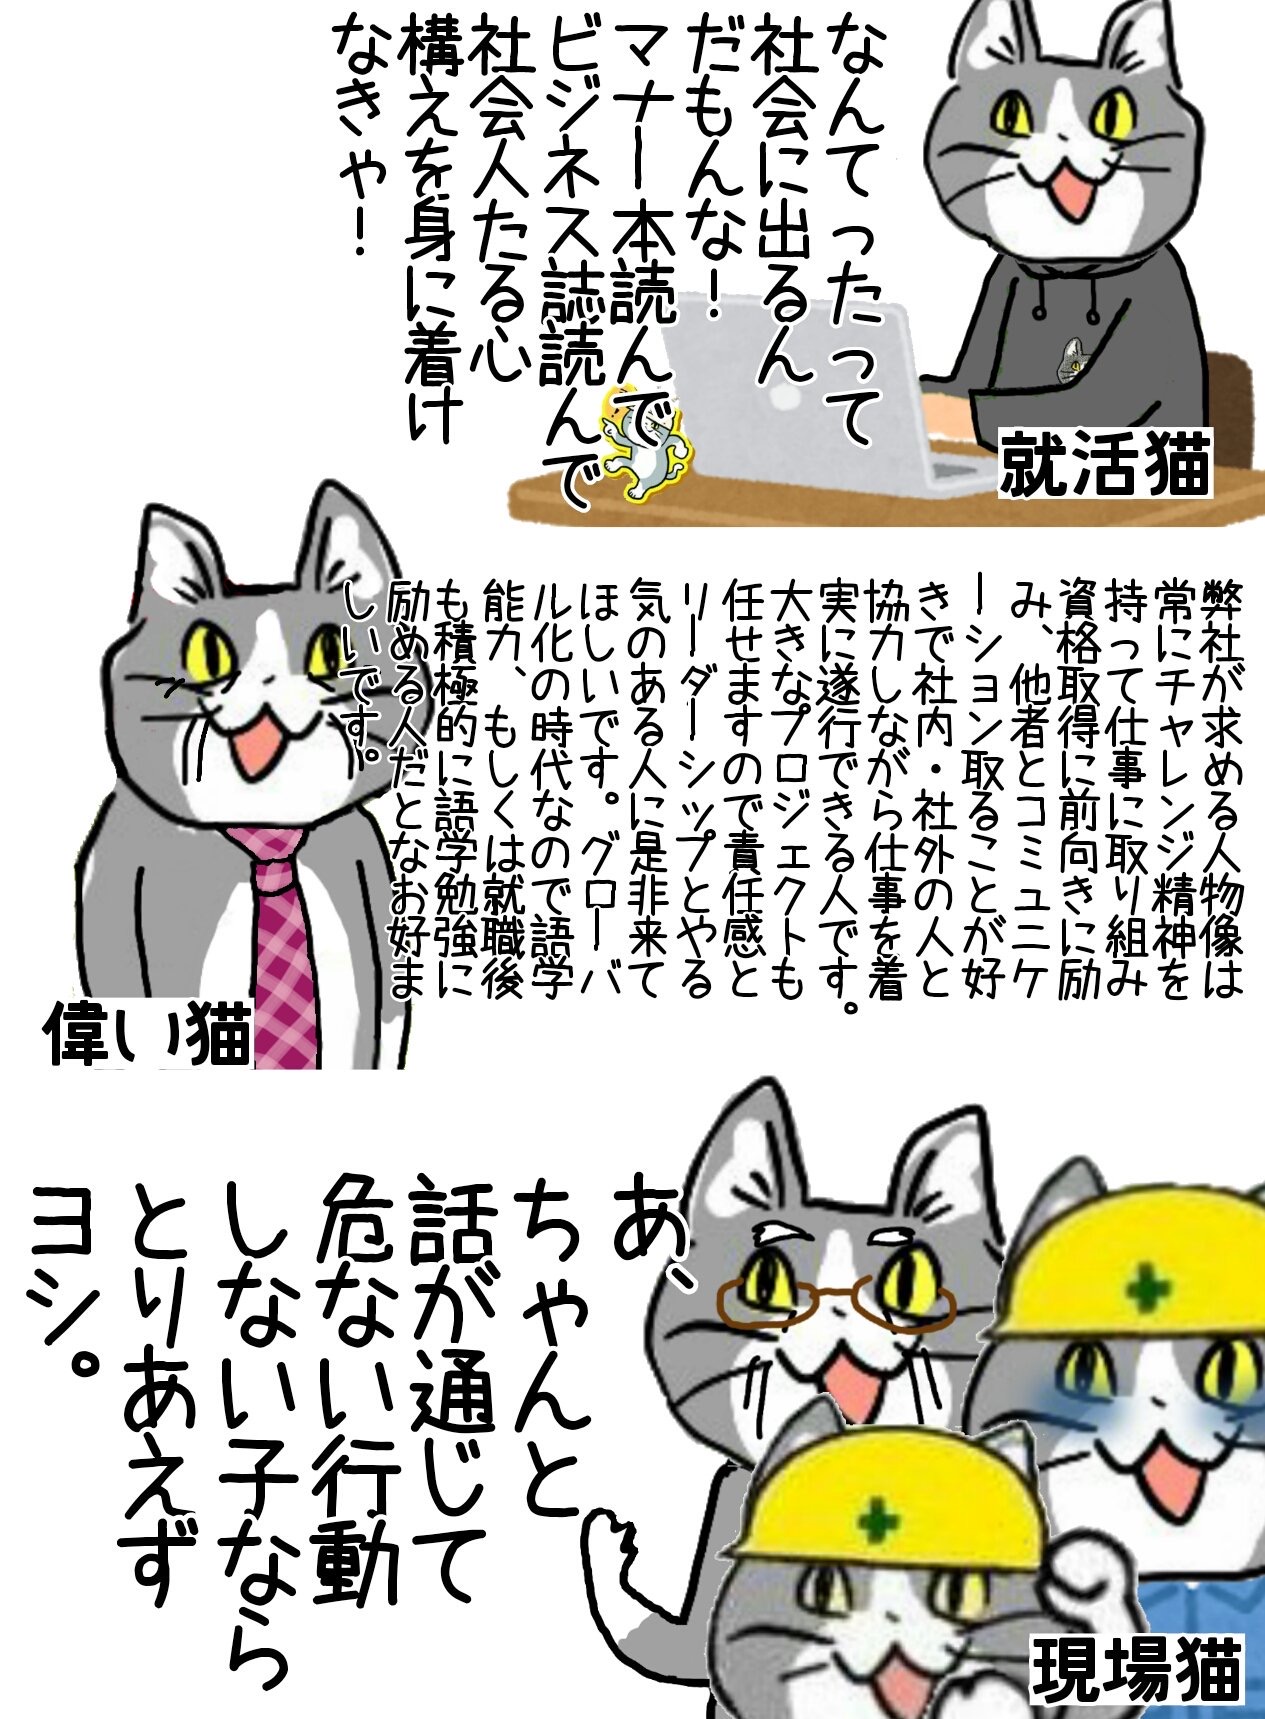 なんてったって
社会に出るん
だもんな！
マナー本読んで
ビジネス誌読んで
社会人たる心
構えを身に着け
なきゃ！
就活猫
弊社が求める人物像は
常にチャレンジ精神を
持って仕事に取り組み
資格取得に前向きに励
み、他者とコミュニケ
ーション取ることが好
きで社内・社外の人と
協力しながら仕事を着
実に遂行できる人です。
大きなプロジェクトも
任せますので責任感と
リーダーシップとやる
気のある人に是非来て
ほしいです。グローバ
ル化の時代なので語学
能力、もしくは就職後
も積極的に語学勉強に
励める人だとなお好ま
しいです。
偉い猫
あ、
ちゃんと
話が通じて
危ない行動
しない子なら
とりあえず
ヨシ。
現場猫